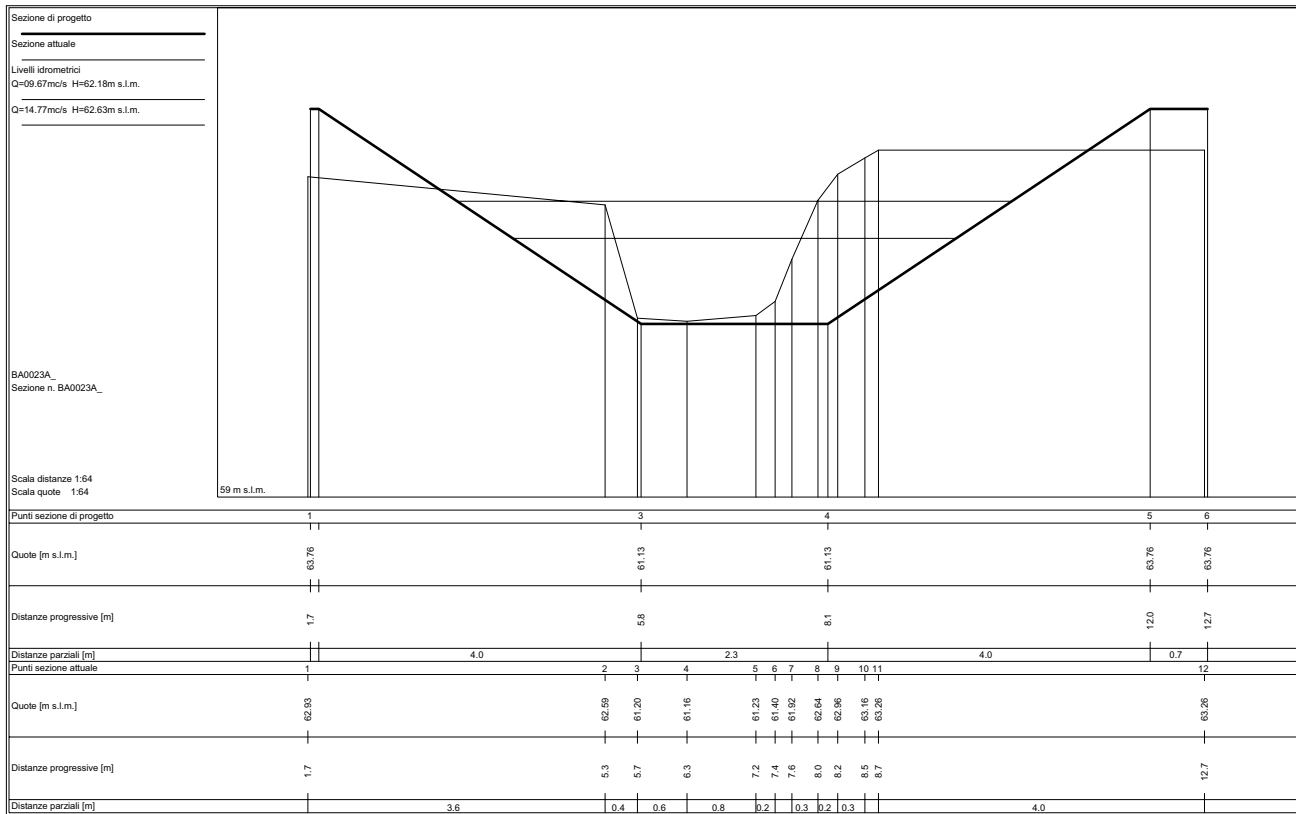 Sezione di progetto
Sezione attuale
Livelli idrometrici
Q=09.67mc/s H=62.18m s.l.m.
Q=14.77mc/s H=62.63m s.l.m.
BA0023A_
Sezione n. BA0023A_
Scala distanze 1:64
Scala quote 1:64
59 m s.l.m.
Punti sezione di progetto 1 3 4 5 6
Quote [m s.l.m.] 63.76 61.13 61.13 63.76 63.76
Distanze progressive [m] 1.7 5.8 8.1 12.0 12.7
Distanze parziali [m] 4.0 2.3 4.0 0.7
Punti sezione attuale 1 2 3 4 5 6 7 8 9 10 11 12
Quote [m s.l.m.] 62.93 62.59 61.20 61.16 61.23 61.40 61.92 62.64 62.96 63.16 63.26 63.26
Distanze progressive [m] 1.7 5.3 5.7 6.3 7.2 7.4 7.6 8.0 8.2 8.5 8.7 12.7
Distanze parziali [m] 3.6 0.4 0.6 0.8 0.2 0.3 0.2 0.3 4.0